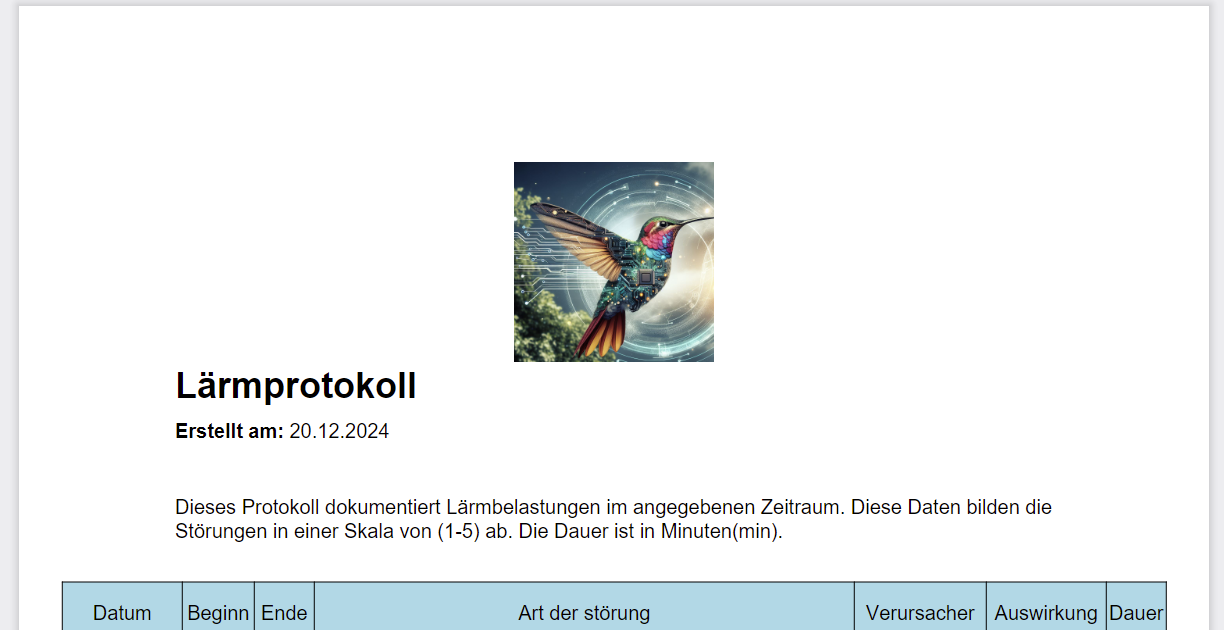 Lärmprotokoll
Erstellt am: 20.12.2024
Dieses Protokoll dokumentiert Lärmbelastungen im angegebenen Zeitraum. Diese Daten bilden die
Störungen in einer Skala von (1-5) ab. Die Dauer ist in Minuten(min).
Datum Beginn Ende Art der störung Verursacher Auswirkung Dauer